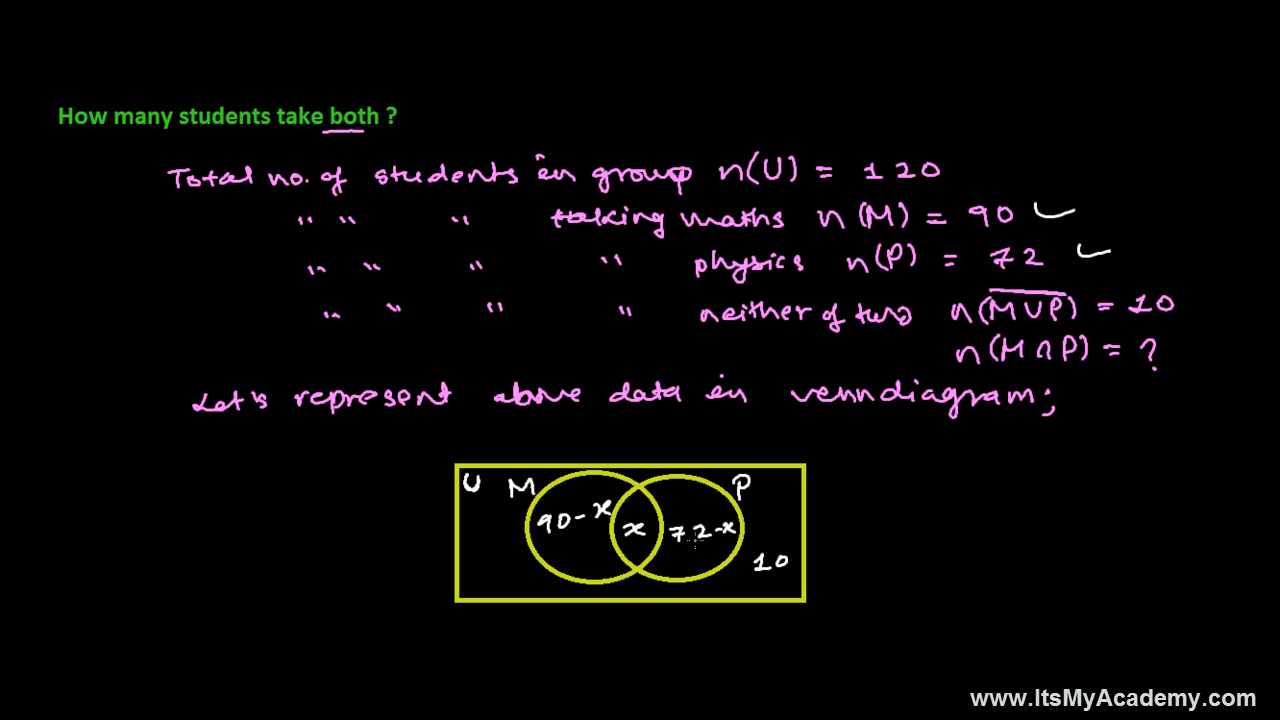 How many students take both ?
Total no. of students in group n(U) = 120
" " " taking maths n(M) = 90
" " " " physics n(P) = 72
" " " " neither of two n(M∪P)̅ = 10
n(M∩P) = ?
Let's represent above data in venndiagram;
U M P
90-x x 72-x
10
www.ItsMyAcademy.com